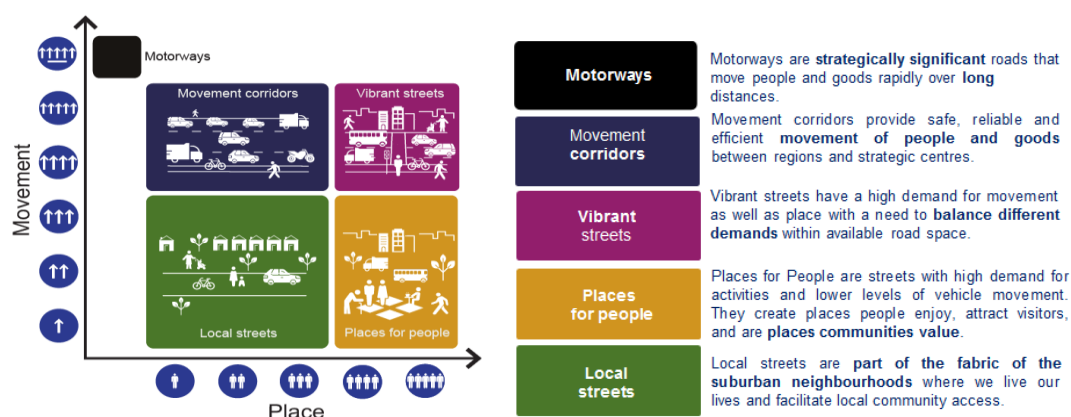 Motorways
Movement corridors
Vibrant streets
Movement
Local streets
Places for people
Place
Motorways
Motorways are strategically significant roads that
move people and goods rapidly over long
distances.
Movement
corridors
Movement corridors provide safe, reliable and
efficient movement of people and goods
between regions and strategic centres.
Vibrant
streets
Vibrant streets have a high demand for movement
as well as place with a need to balance different
demands within available road space.
Places
for people
Places for People are streets with high demand for
activities and lower levels of vehicle movement.
They create places people enjoy, attract visitors,
and are places communities value.
Local
streets
Local streets are part of the fabric of the
suburban neighbourhoods where we live our
lives and facilitate local community access.